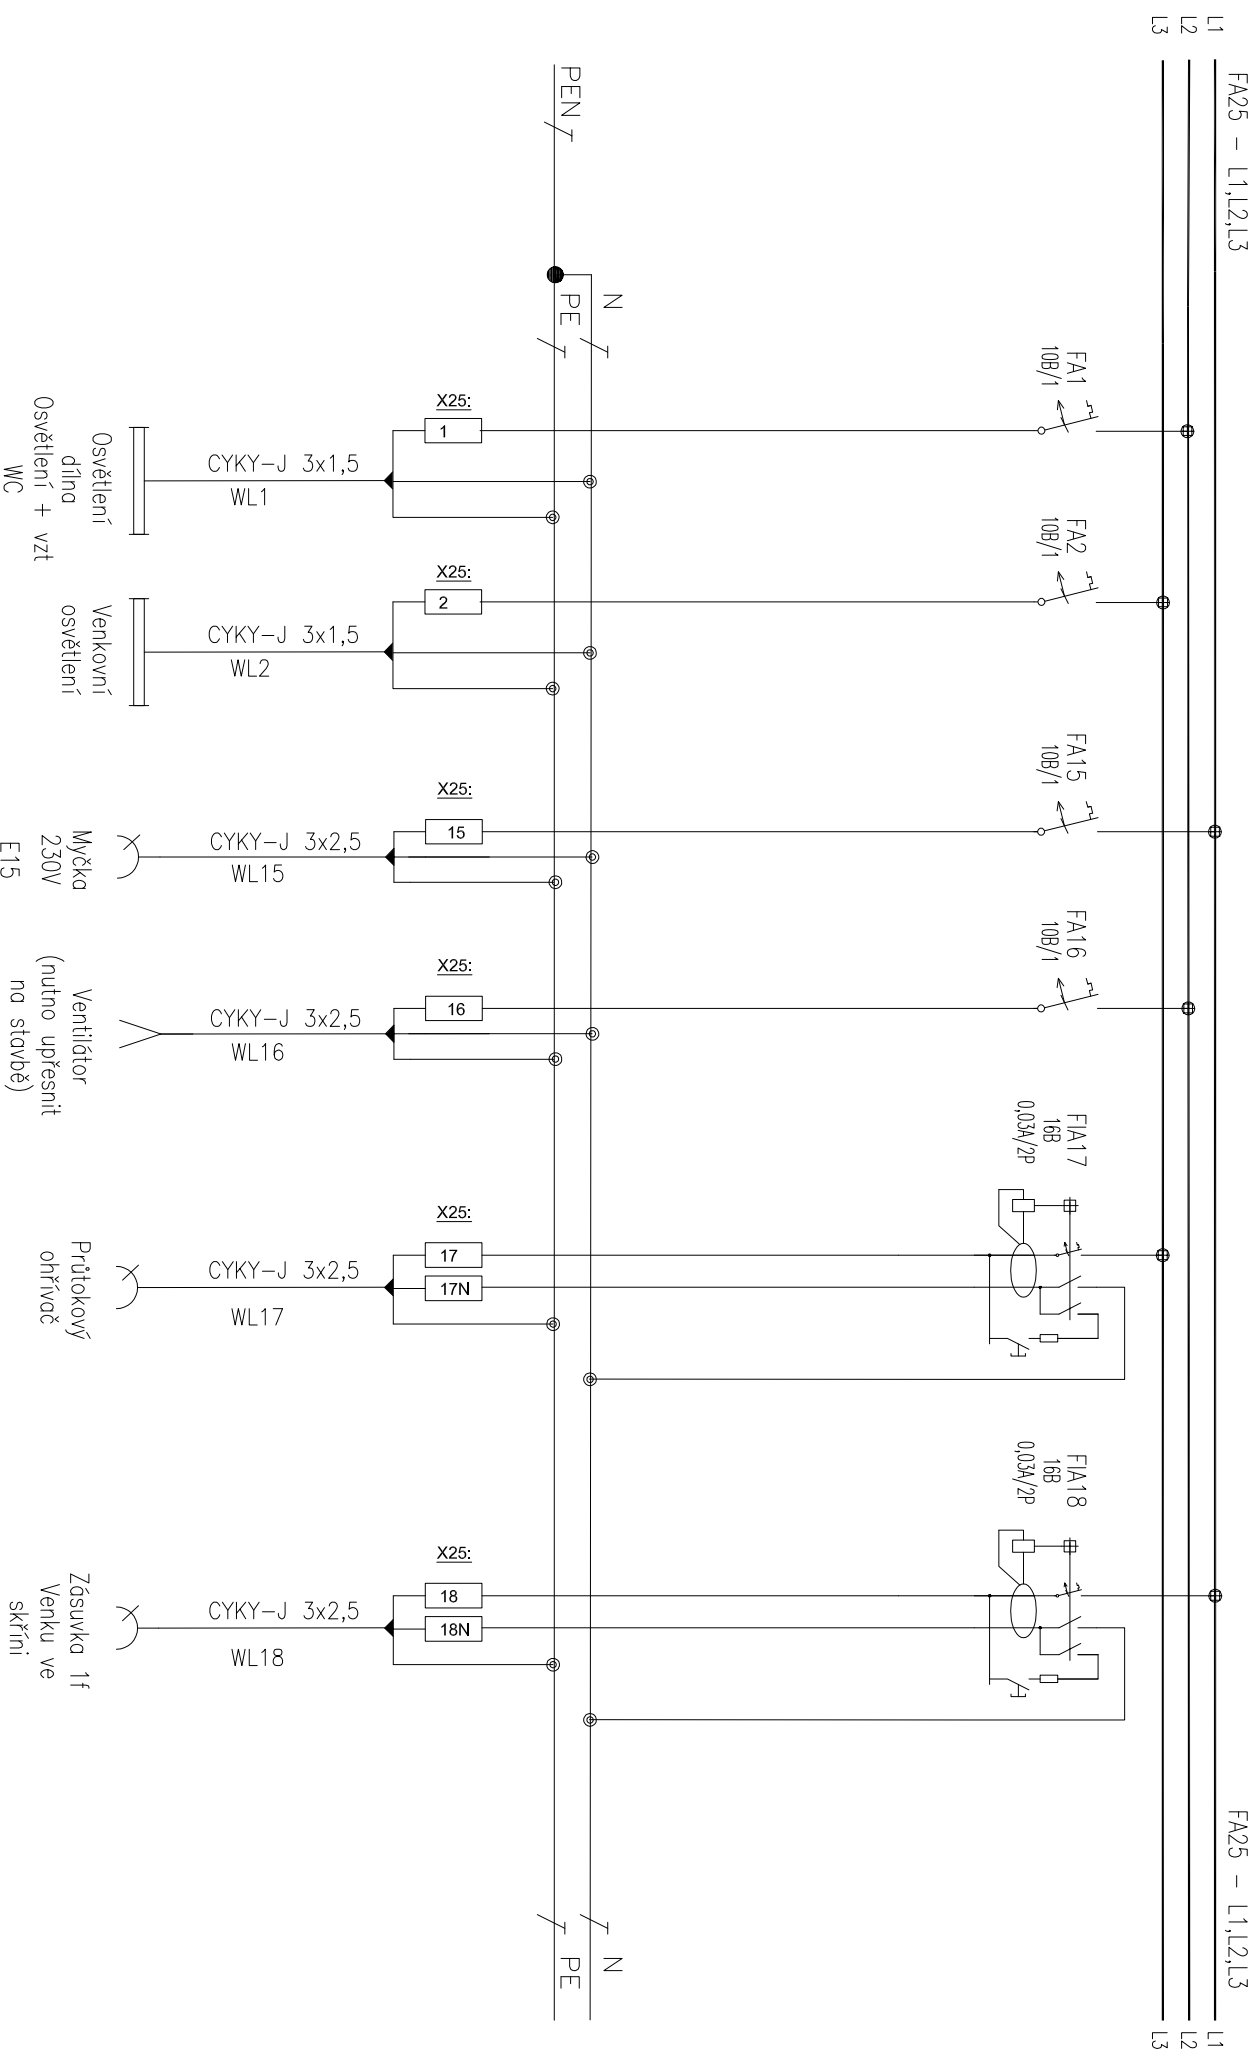 FA25 - L1,L2,L3
FA25 - L1,L2,L3
L1
L2
L3
L1
L2
L3
FA1
10B/1
FA2
10B/1
FA15
10B/1
FA16
10B/1
FIA17
16B
0,03A/2P
FIA18
16B
0,03A/2P
N
PEN
PE
N
PE
X25:
1
X25:
2
X25:
15
X25:
16
X25:
17
17N
X25:
18
18N
CYKY-J 3x1,5
WL1
CYKY-J 3x1,5
WL2
CYKY-J 3x2,5
WL15
CYKY-J 3x2,5
WL16
CYKY-J 3x2,5
WL17
CYKY-J 3x2,5
WL18
Osvětlení
dílna
Osvětlení + vzt
WC
Venkovní
osvětlení
Myčka
230V
E15
Ventilátor
(nutno upřesnit
na stavbě)
Průtokový
ohřívač
Zásuvka 1f
Venku ve
skříni